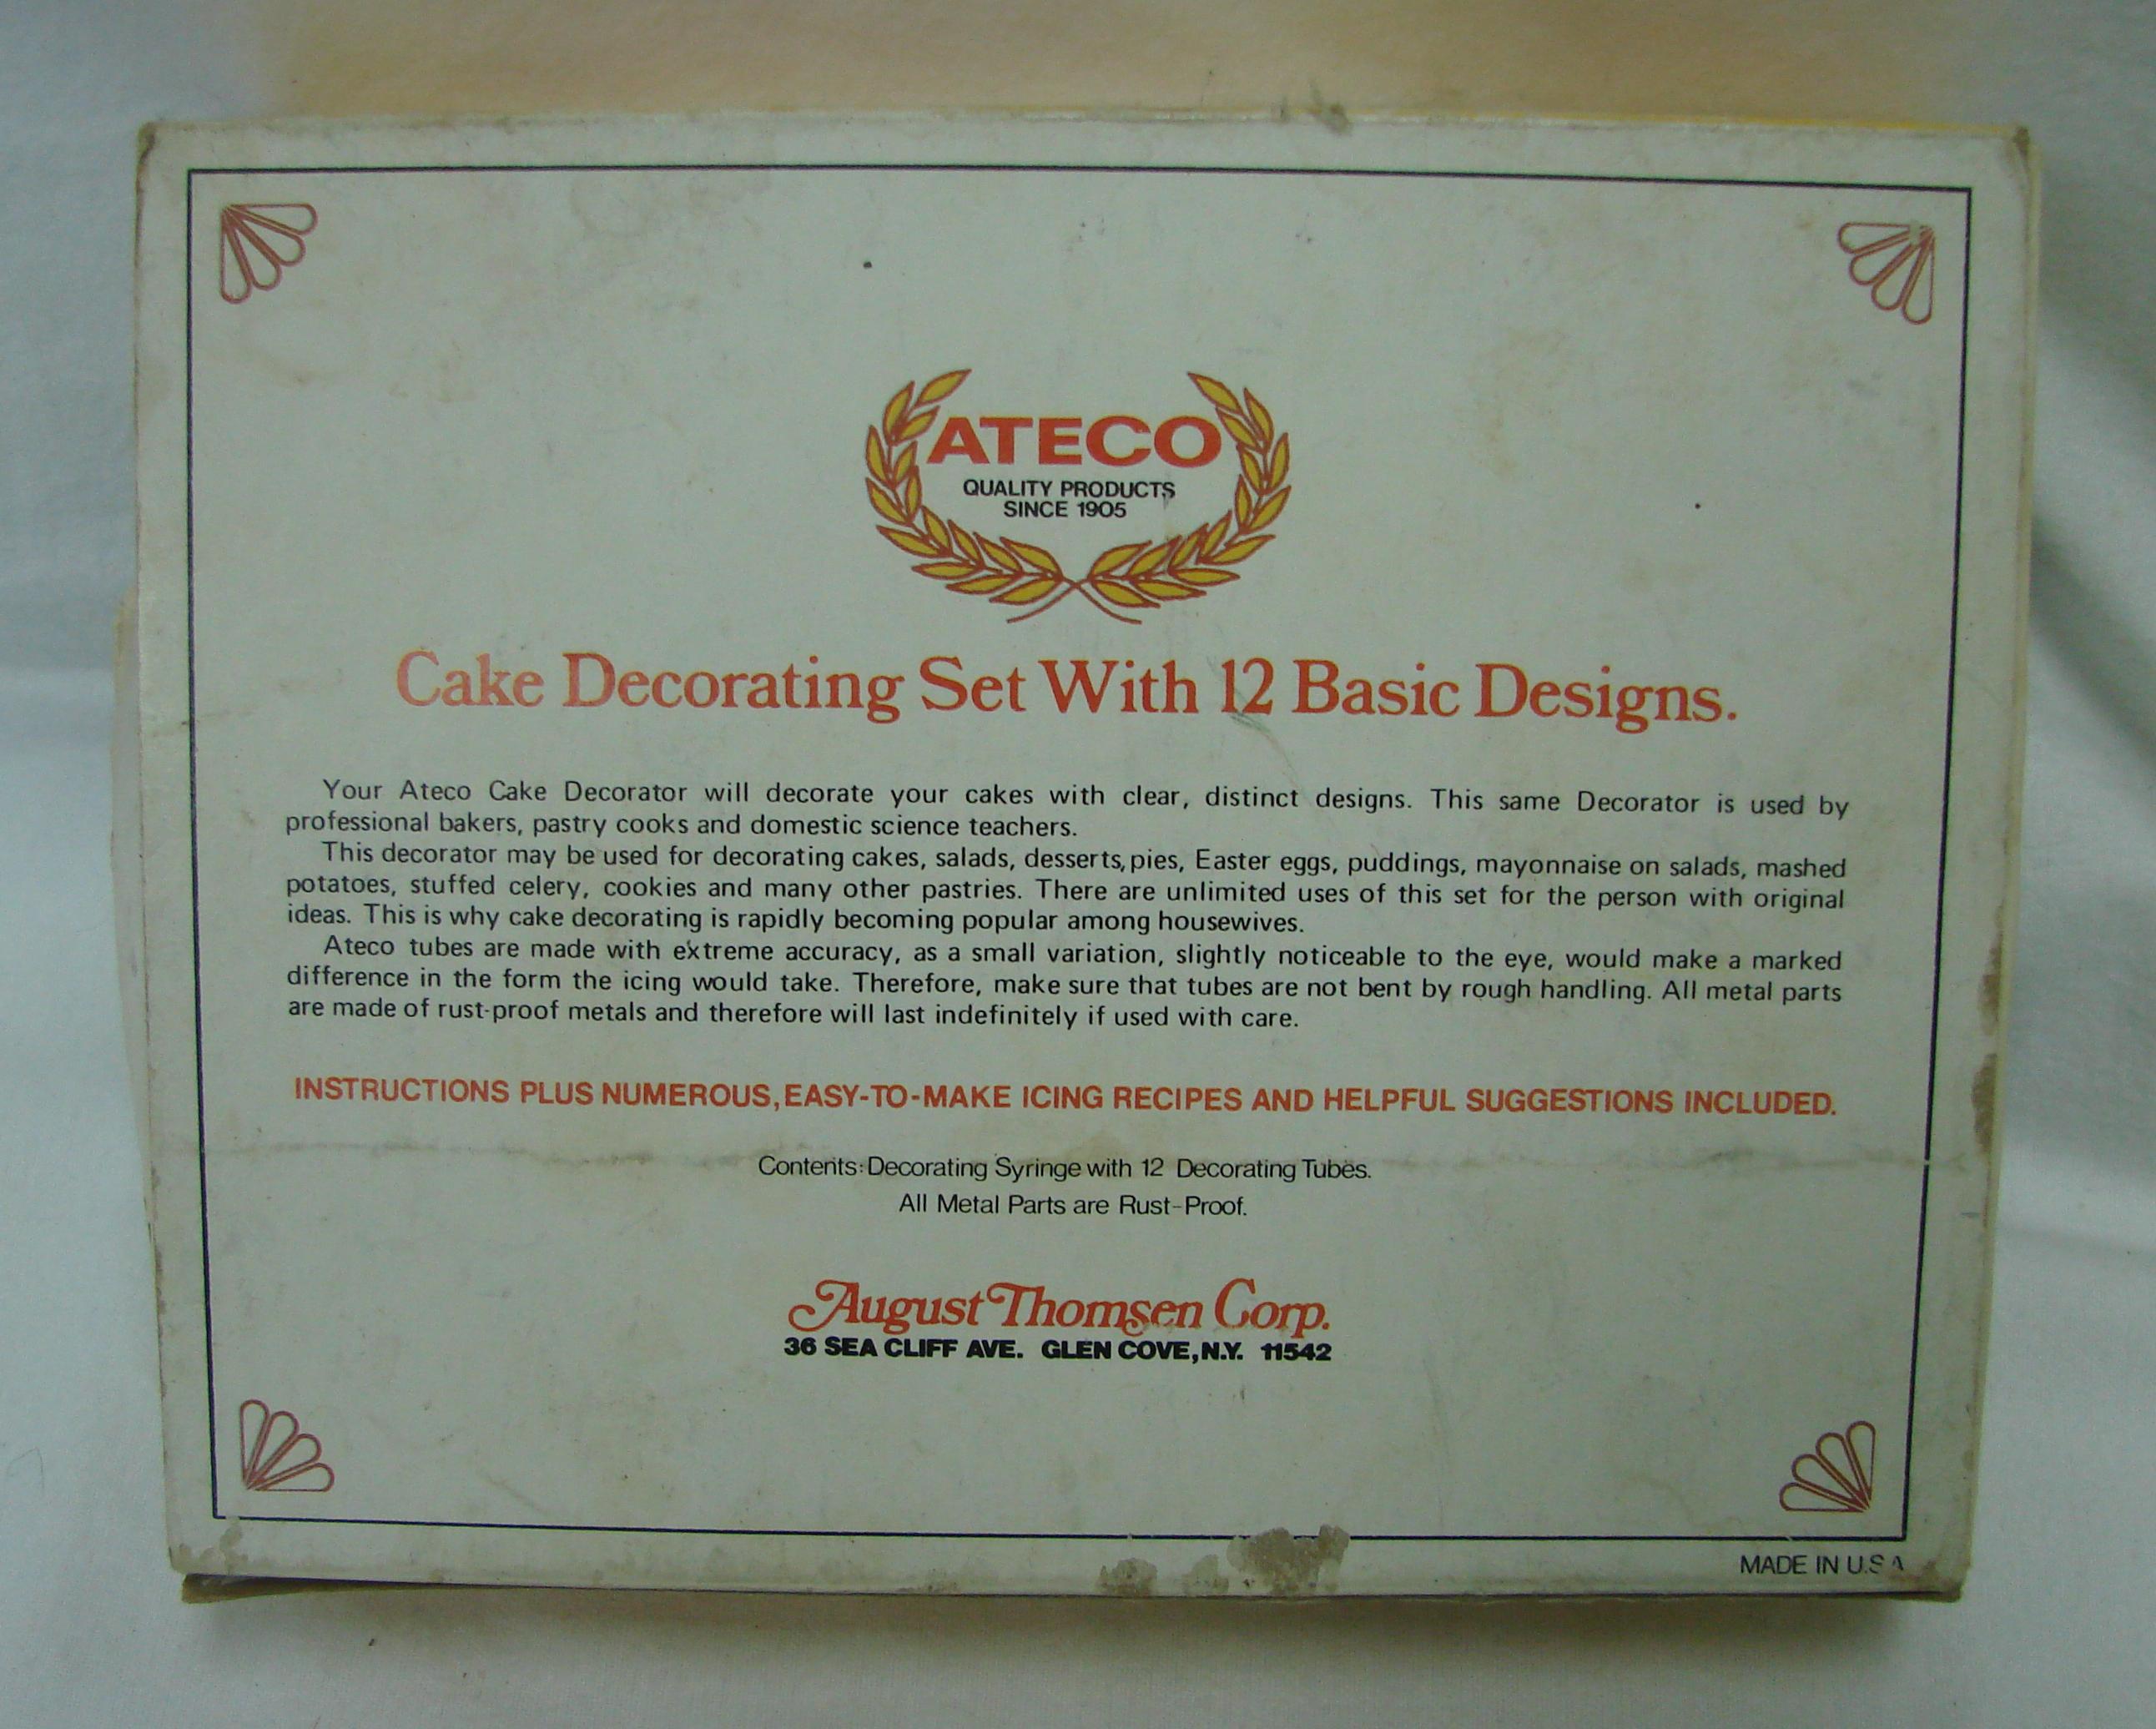 ATECO
QUALITY PRODUCTS
SINCE 1905
Cake Decorating Set With 12 Basic Designs.
Your Ateco Cake Decorator will decorate your cakes with clear, distinct designs. This same Decorator is used by
professional bakers, pastry cooks and domestic science teachers.
This decorator may be used for decorating cakes, salads, desserts, pies, Easter eggs, puddings, mayonnaise on salads, mashed
potatoes, stuffed celery, cookies and many other pastries. There are unlimited uses of this set for the person with original
ideas. This is why cake decorating is rapidly becoming popular among housewives.
Ateco tubes are made with extreme accuracy, as a small variation, slightly noticeable to the eye, would make a marked
difference in the form the icing would take. Therefore, make sure that tubes are not bent by rough handling. All metal parts
are made of rust-proof metals and therefore will last indefinitely if used with care.
INSTRUCTIONS PLUS NUMEROUS, EASY-TO-MAKE ICING RECIPES AND HELPFUL SUGGESTIONS INCLUDED.
Contents: Decorating Syringe with 12 Decorating Tubes.
All Metal Parts are Rust-Proof.
August Thomsen Corp.
36 SEA CLIFF AVE. GLEN COVE, N.Y. 11542
MADE IN U.S A